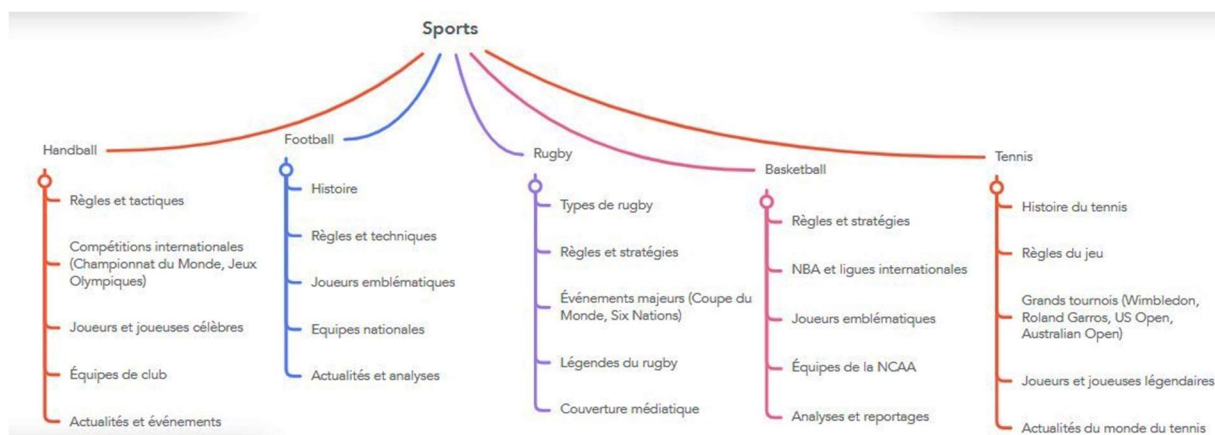 Sports
Handball
Règles et tactiques
Compétitions internationales
(Championnat du Monde, Jeux
Olympiques)
Joueurs et joueuses célèbres
Équipes de club
Actualités et événements
Football
Histoire
Règles et techniques
Joueurs emblématiques
Equipes nationales
Actualités et analyses
Rugby
Types de rugby
Règles et stratégies
Événements majeurs (Coupe du
Monde, Six Nations)
Légendes du rugby
Couverture médiatique
Basketball
Règles et stratégies
NBA et ligues internationales
Joueurs emblématiques
Équipes de la NCAA
Analyses et reportages
Tennis
Histoire du tennis
Règles du jeu
Grands tournois (Wimbledon,
Roland Garros, US Open,
Australian Open)
Joueurs et joueuses légendaires
Actualités du monde du tennis